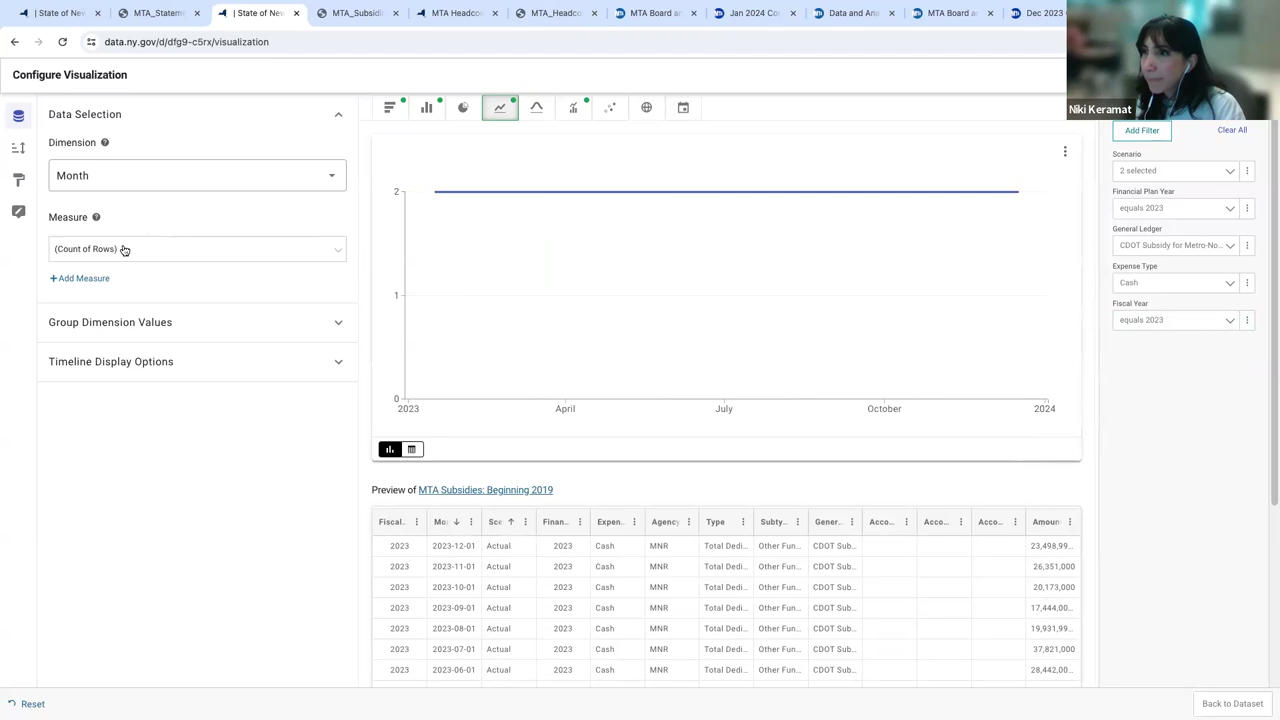 | State of Nev
MTA_Statem
| State of Nev
MTA_Subsidi
MTA Headco
MTA_Headco
MTA Board a
Jan 2024 Con
Data and An
MTA Board a
Dec 2023
data.ny.gov/d/dfg9-c5rx/visualization
Configure Visualization
Niki Keramat
Data Selection
Dimension
Month
Measure
(Count of Rows)
+ Add Measure
Group Dimension Values
Timeline Display Options
2
1
0
2023 April July October 2024
Add Filter Clear All
Scenario
2 selected
Financial Plan Year
equals 2023
General Ledger
CDOT Subsidy for Metro-No...
Expense Type
Cash
Fiscal Year
equals 2023
Preview of MTA Subsidies: Beginning 2019
Fiscal.. Mo Sce Finan... Expen.. Agency Type Subty.. Gener.. Acco... Acco... Acco... Amoun
2023 2023-12-01 Actual 2023 Cash MNR Total Dedi... Other Fun... CDOT Sub... 23,498,99...
2023 2023-11-01 Actual 2023 Cash MNR Total Dedi... Other Fun... CDOT Sub... 26,351,000
2023 2023-10-01 Actual 2023 Cash MNR Total Dedi... Other Fun... CDOT Sub... 20,173,000
2023 2023-09-01 Actual 2023 Cash MNR Total Dedi... Other Fun... CDOT Sub... 17,444,00...
2023 2023-08-01 Actual 2023 Cash MNR Total Dedi... Other Fun... CDOT Sub... 19,931,99...
2023 2023-07-01 Actual 2023 Cash MNR Total Dedi... Other Fun... CDOT Sub... 37,821,000
2023 2023-06-01 Actual 2023 Cash MNR Total Dedi... Other Fun... CDOT Sub... 28,442,00...
Reset
Back to Dataset